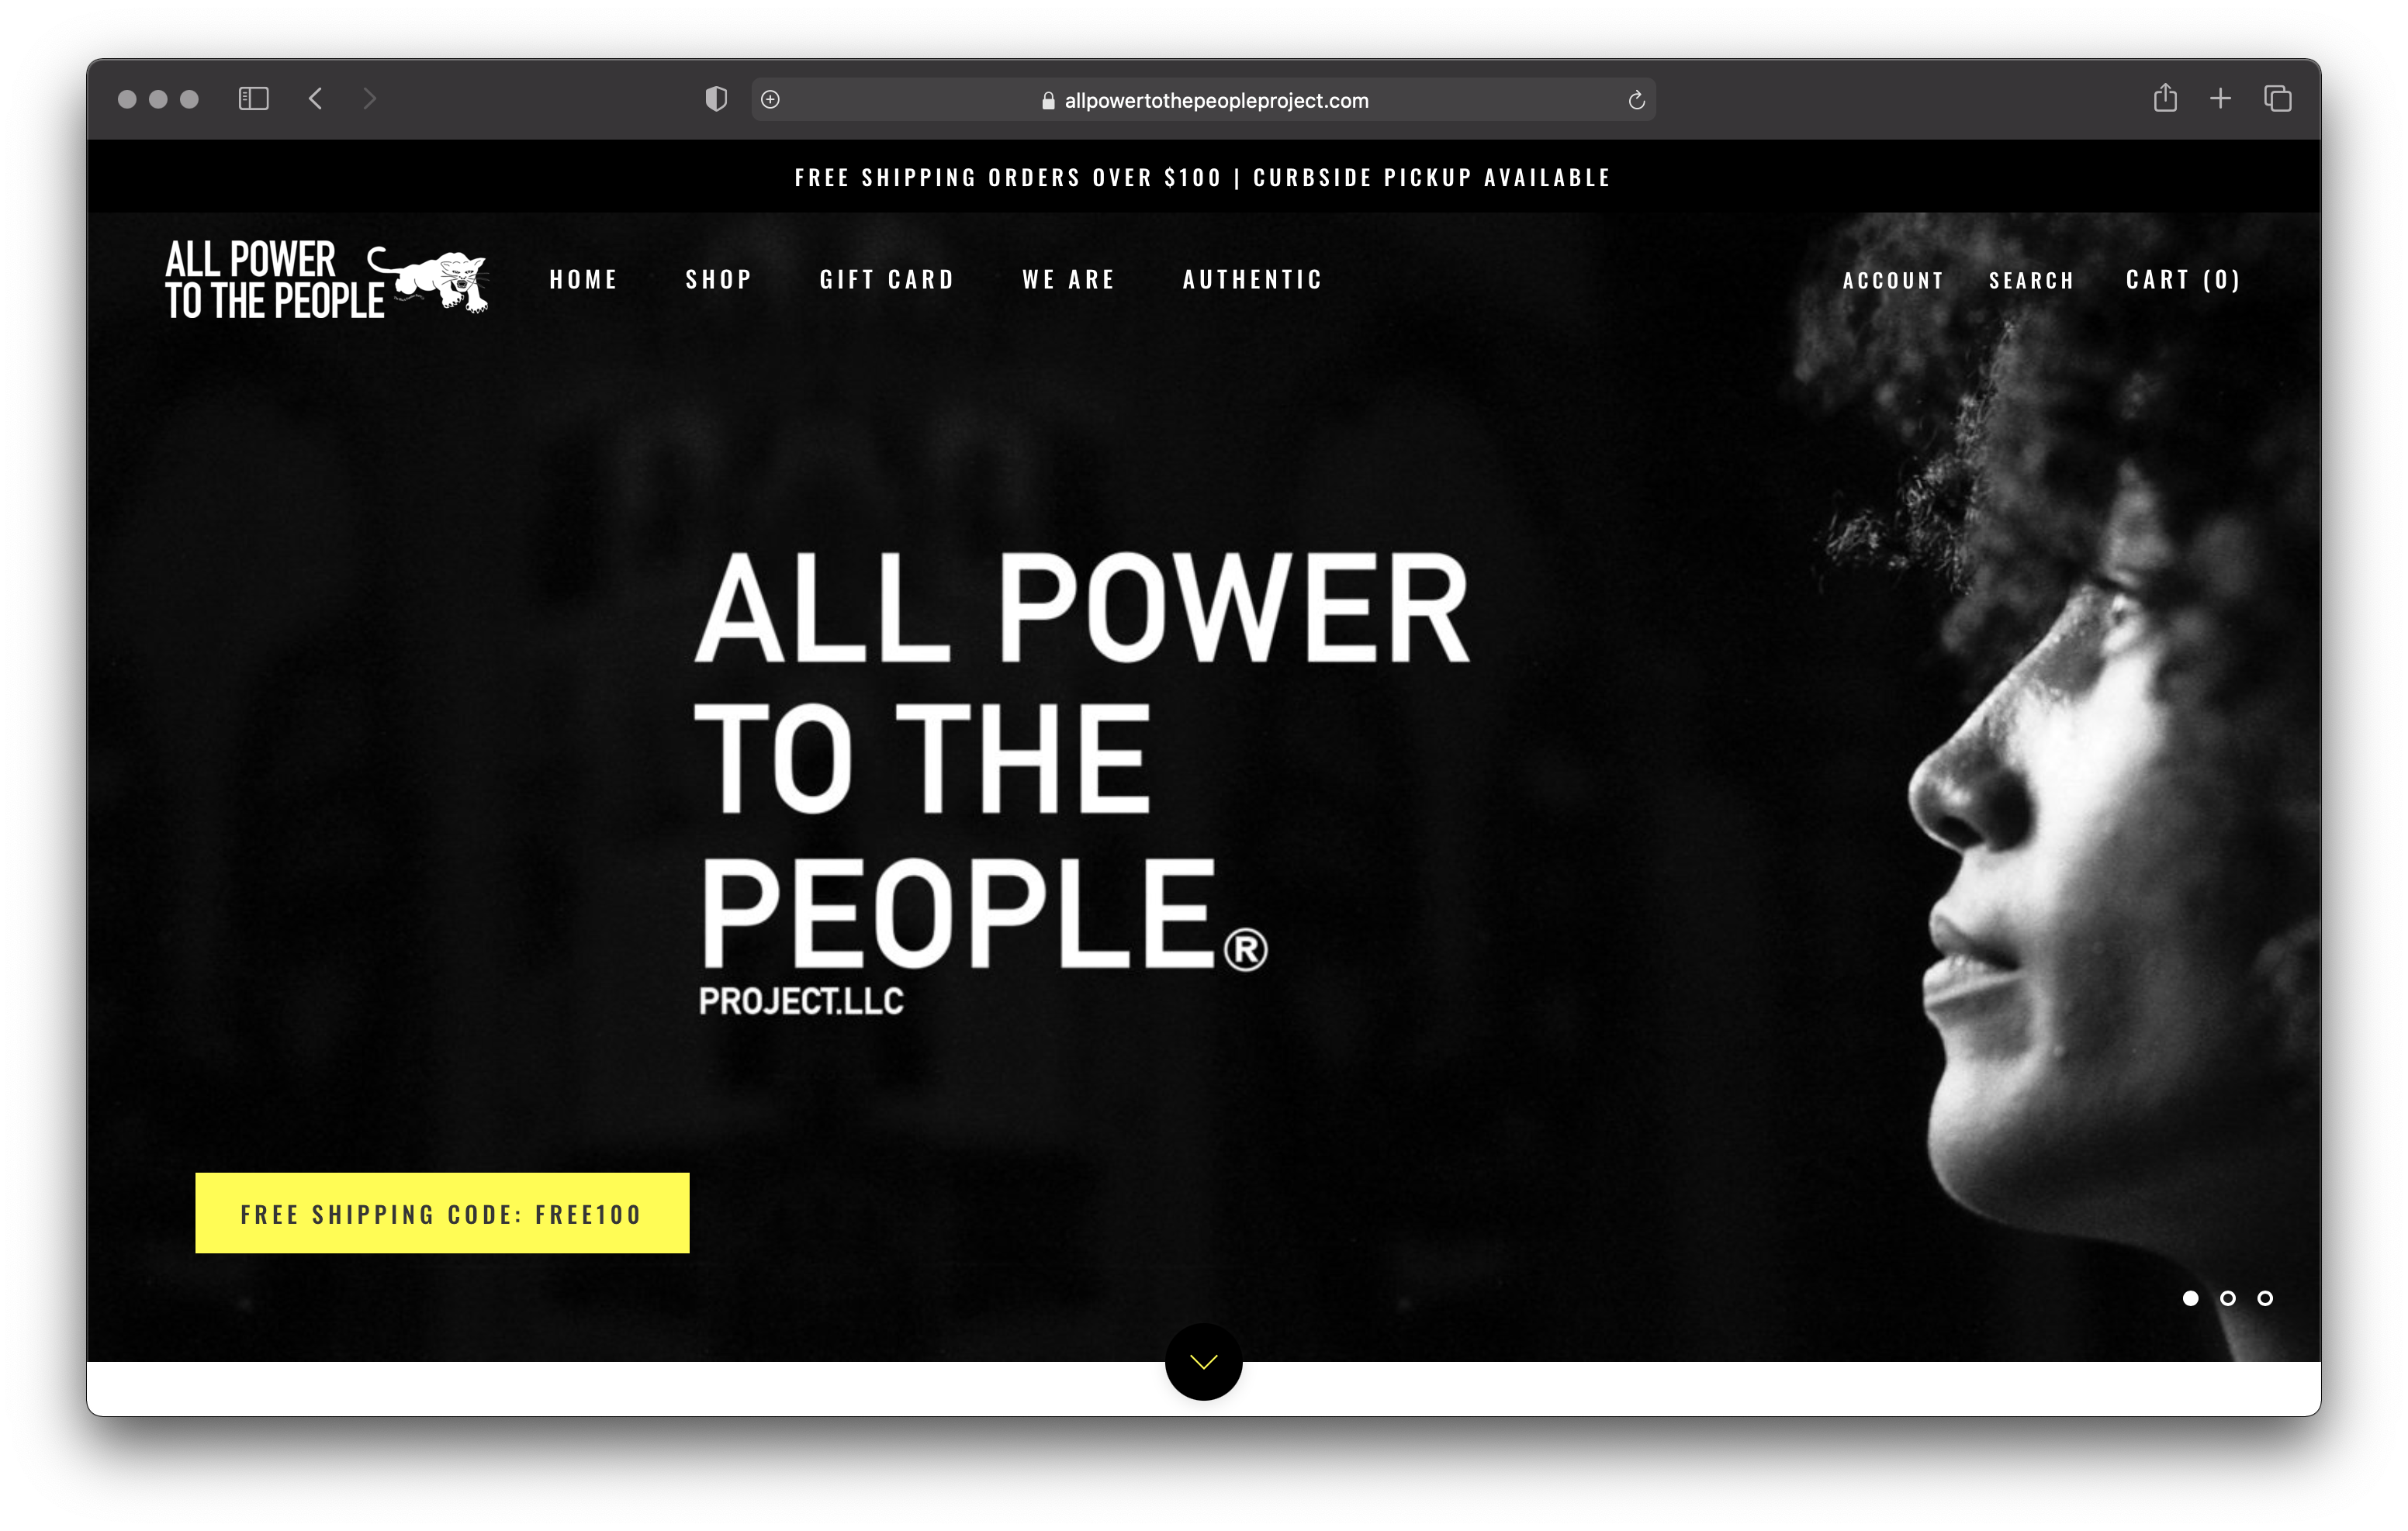 allpowertothepeopleproject.com
FREE SHIPPING ORDERS OVER $100 | CURBSIDE PICKUP AVAILABLE
ALL POWER
TO THE PEOPLE
HOME
SHOP
GIFT CARD
WE ARE
AUTHENTIC
ACCOUNT
SEARCH
CART (0)
ALL POWER
TO THE
PEOPLE®
PROJECT.LLC
FREE SHIPPING CODE: FREE100